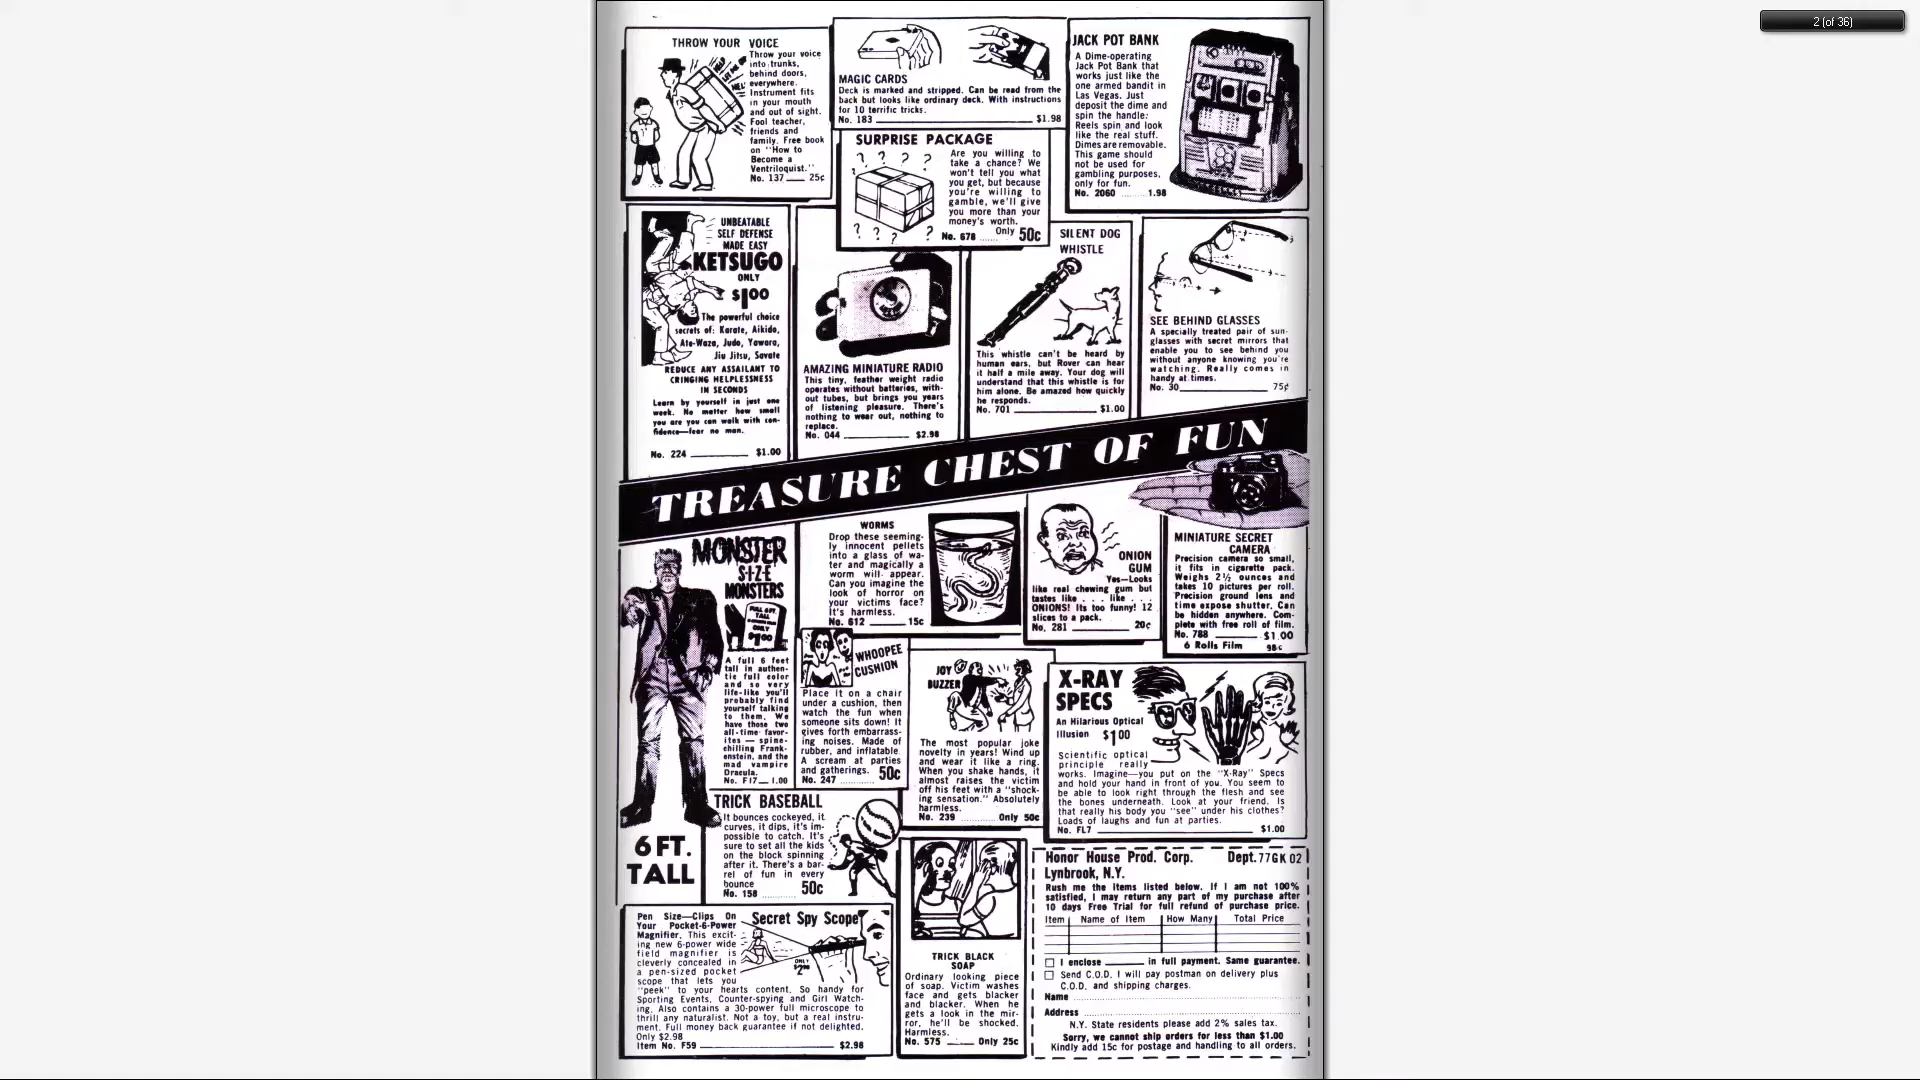 2 (of 36)
THROW YOUR VOICE
Throw your voice
into trunks,
behind doors,
everywhere.
Instrument fits
in your mouth
and out of sight.
Fool teacher,
friends and
family. Free book
on "How to
Become a
Ventriloquist."
No. 137 25¢
HELP
LET ME OUT
HELP
MAGIC CARDS
Deck is marked and stripped. Can be read from the
back but looks like ordinary deck. With instructions
for 10 terrific tricks.
No. 183 $1.98
JACK POT BANK
A Dime-operating
Jack Pot Bank that
works just like the
one armed bandit in
Las Vegas. Just
deposit the dime and
spin the handle:
Reels spin and look
like the real stuff.
Dimes are removable.
This game should
not be used for
gambling purposes,
only for fun.
No. 2060 1.98
SURPRISE PACKAGE
? ? ? ?
Are you willing to
take a chance? We
won't tell you what
you get, but because
you're willing to
gamble, we'll give
you more than your
money's worth.
No. 678 Only 50c
? ? ? ?
UNBEATABLE
SELF DEFENSE
MADE EASY
KETSUGO
ONLY
$1.00
The powerful choice
secrets of: Karate, Aikido,
Ate-Waza, Judo, Yawara,
Jiu Jitsu, Savate
REDUCE ANY ASSAILANT TO
CRINGING HELPLESSNESS
IN SECONDS
Learn by yourself in just one
week. No matter how small
you are you can walk with con-
fidence—fear no man.
No. 224 $1.00
AMAZING MINIATURE RADIO
This tiny, feather weight radio
operates without batteries, with-
out tubes, but brings you years
of listening pleasure. There's
nothing to wear out, nothing to
replace.
No. 044 $2.98
SILENT DOG
WHISTLE
This whistle can't be heard by
human ears, but Rover can hear
it half a mile away. Your dog will
understand that this whistle is for
him alone. Be amazed how quickly
he responds.
No. 701 $1.00
SEE BEHIND GLASSES
A specially treated pair of sun-
glasses with secret mirrors that
enable you to see behind you
without anyone knowing you're
watching. Really comes in
handy at times.
No. 30 75¢
TREASURE CHEST OF FUN
MONSTER
S-I-Z-E
MONSTERS
FULL 6 FT.
TALL
ONLY
$1.00
A full 6 feet
tall in authen-
tic full color
and so very
life-like you'll
probably find
yourself talking
to them. We
have those two
all-time favor-
ites — spine-
chilling Frank-
enstein, and the
mad vampire
Dracula.
No. F17 1.00
6 FT.
TALL
WORMS
Drop these seeming-
ly innocent pellets
into a glass of wa-
ter and magically a
worm will appear.
Can you imagine the
look of horror on
your victims face?
It's harmless.
No. 612 15c
ONION
GUM
Yes—Looks
like real chewing gum but
tastes like . . . like . . .
ONIONS! Its too funny! 12
slices to a pack.
No. 281 20¢
MINIATURE SECRET
CAMERA
Precision camera so small,
it fits in cigarette pack.
Weighs 2½ ounces and
takes 10 pictures per roll.
Precision ground lens and
time expose shutter. Can
be hidden anywhere. Com-
plete with free roll of film.
No. 788 $1.00
6 Rolls Film 98c
WHOOPEE
CUSHION
Place it on a chair
under a cushion, then
watch the fun when
someone sits down! It
gives forth embarrass-
ing noises. Made of
rubber, and inflatable.
A scream at parties
and gatherings. 50c
No. 247
JOY
BUZZER
The most popular joke
novelty in years! Wind up
and wear it like a ring.
When you shake hands, it
almost raises the victim
off his feet with a "shock-
ing sensation." Absolutely
harmless.
No. 239 Only 50c
X-RAY
SPECS
An Hilarious Optical
Illusion $1.00
Scientific optical
principle really
works. Imagine—you put on the "X-Ray" Specs
and hold your hand in front of you. You seem to
be able to look right through the flesh and see
the bones underneath. Look at your friend. Is
that really his body you "see" under his clothes?
Loads of laughs and fun at parties.
No. FL7 $1.00
TRICK BASEBALL
It bounces cockeyed, it
curves, it dips, it's im-
possible to catch. It's
sure to set all the kids
on the block spinning
after it. There's a bar-
rel of fun in every
bounce
No. 158 50c
Secret Spy Scope
Pen Size—Clips On
Your Pocket-6-Power
Magnifier. This excit-
ing new 6-power wide
field magnifier is
cleverly concealed in
a pen-sized pocket
scope that lets you
"peek" to your hearts content. So handy for
Sporting Events, Counter-spying and Girl Watch-
ing. Also contains a 30-power full microscope to
thrill any naturalist. Not a toy, but a real instru-
ment. Full money back guarantee if not delighted.
Only $2.98
Item No. F59 $2.98
ONLY
$2.98
TRICK BLACK
SOAP
Ordinary looking piece
of soap. Victim washes
face and gets blacker
and blacker. When he
gets a look in the mir-
ror, he'll be shocked.
Harmless.
No. 575 Only 25c
Honor House Prod. Corp. Dept. 77GK 02
Lynbrook, N.Y.
Rush me the items listed below. If I am not 100%
satisfied, I may return any part of my purchase after
10 days Free Trial for full refund of purchase price.
Item Name of Item How Many Total Price
I enclose in full payment. Same guarantee.
Send C.O.D. I will pay postman on delivery plus
C.O.D. and shipping charges.
Name
Address
N.Y. State residents please add 2% sales tax.
Sorry, we cannot ship orders for less than $1.00
Kindly add 15c for postage and handling to all orders.